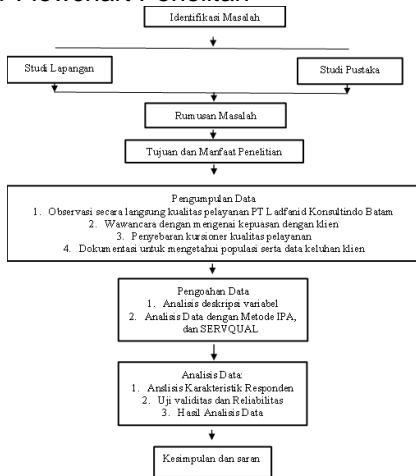 Identifikasi Masalah
Studi Lapangan
Studi Pustaka
Rumusan Masalah
Tujuan dan Manfaat Penelitian
Pengumpulan Data
1. Observasi secara langsung kualitas pelayanan PT Ladfanid Konsultindo Batam
2. Wawancara dengan mengenai kepuasan dengan klien
3. Penyebaran kursioner kualitas pelayanan
4. Dokumentasi untuk mengetahui populasi serta data keluhan klien
Pengoahan Data
1. Analisis deskripsi variabel
2. Analisis Data dengan Metode IPA,
dan SERVQUAL
Analisis Data:
1. Anslisis Karakteristik Responden
2. Uji validitas dan Reliabilitas
3. Hasil Analisis Data
Kesimpulan dan saran